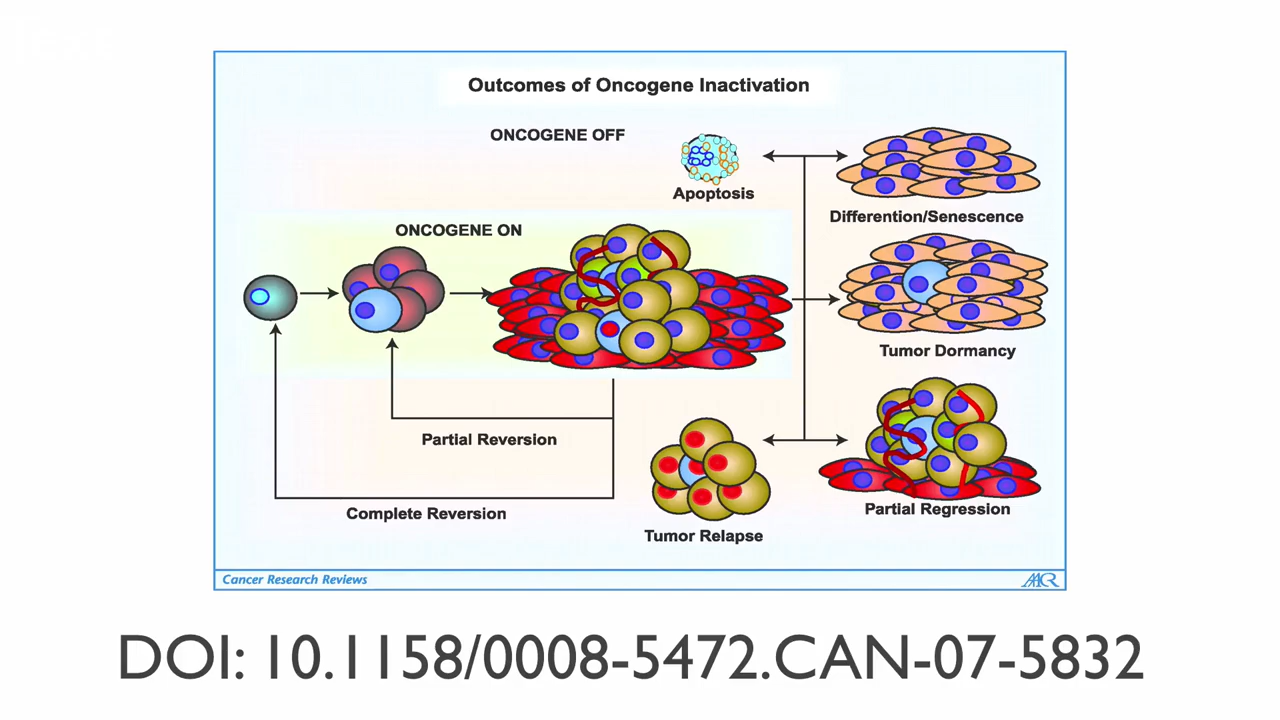 Outcomes of Oncogene Inactivation
ONCOGENE OFF
Apoptosis
Differention/Senescence
ONCOGENE ON
Tumor Dormancy
Partial Reversion
Complete Reversion
Tumor Relapse
Partial Regression
Cancer Research Reviews
AACR
DOI: 10.1158/0008-5472.CAN-07-5832